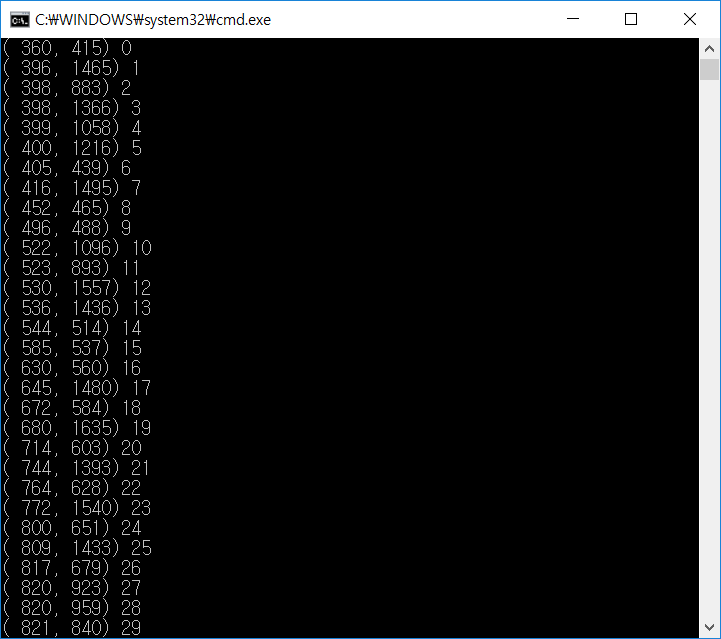 C:₩WINDOWS₩system32₩cmd.exe
( 360, 415) 0
( 396, 1465) 1
( 398, 883) 2
( 398, 1366) 3
( 399, 1058) 4
( 400, 1216) 5
( 405, 439) 6
( 416, 1495) 7
( 452, 465) 8
( 496, 488) 9
( 522, 1096) 10
( 523, 893) 11
( 530, 1557) 12
( 536, 1436) 13
( 544, 514) 14
( 585, 537) 15
( 630, 560) 16
( 645, 1480) 17
( 672, 584) 18
( 680, 1635) 19
( 714, 603) 20
( 744, 1393) 21
( 764, 628) 22
( 772, 1540) 23
( 800, 651) 24
( 809, 1433) 25
( 817, 679) 26
( 820, 923) 27
( 820, 959) 28
( 821, 840) 29